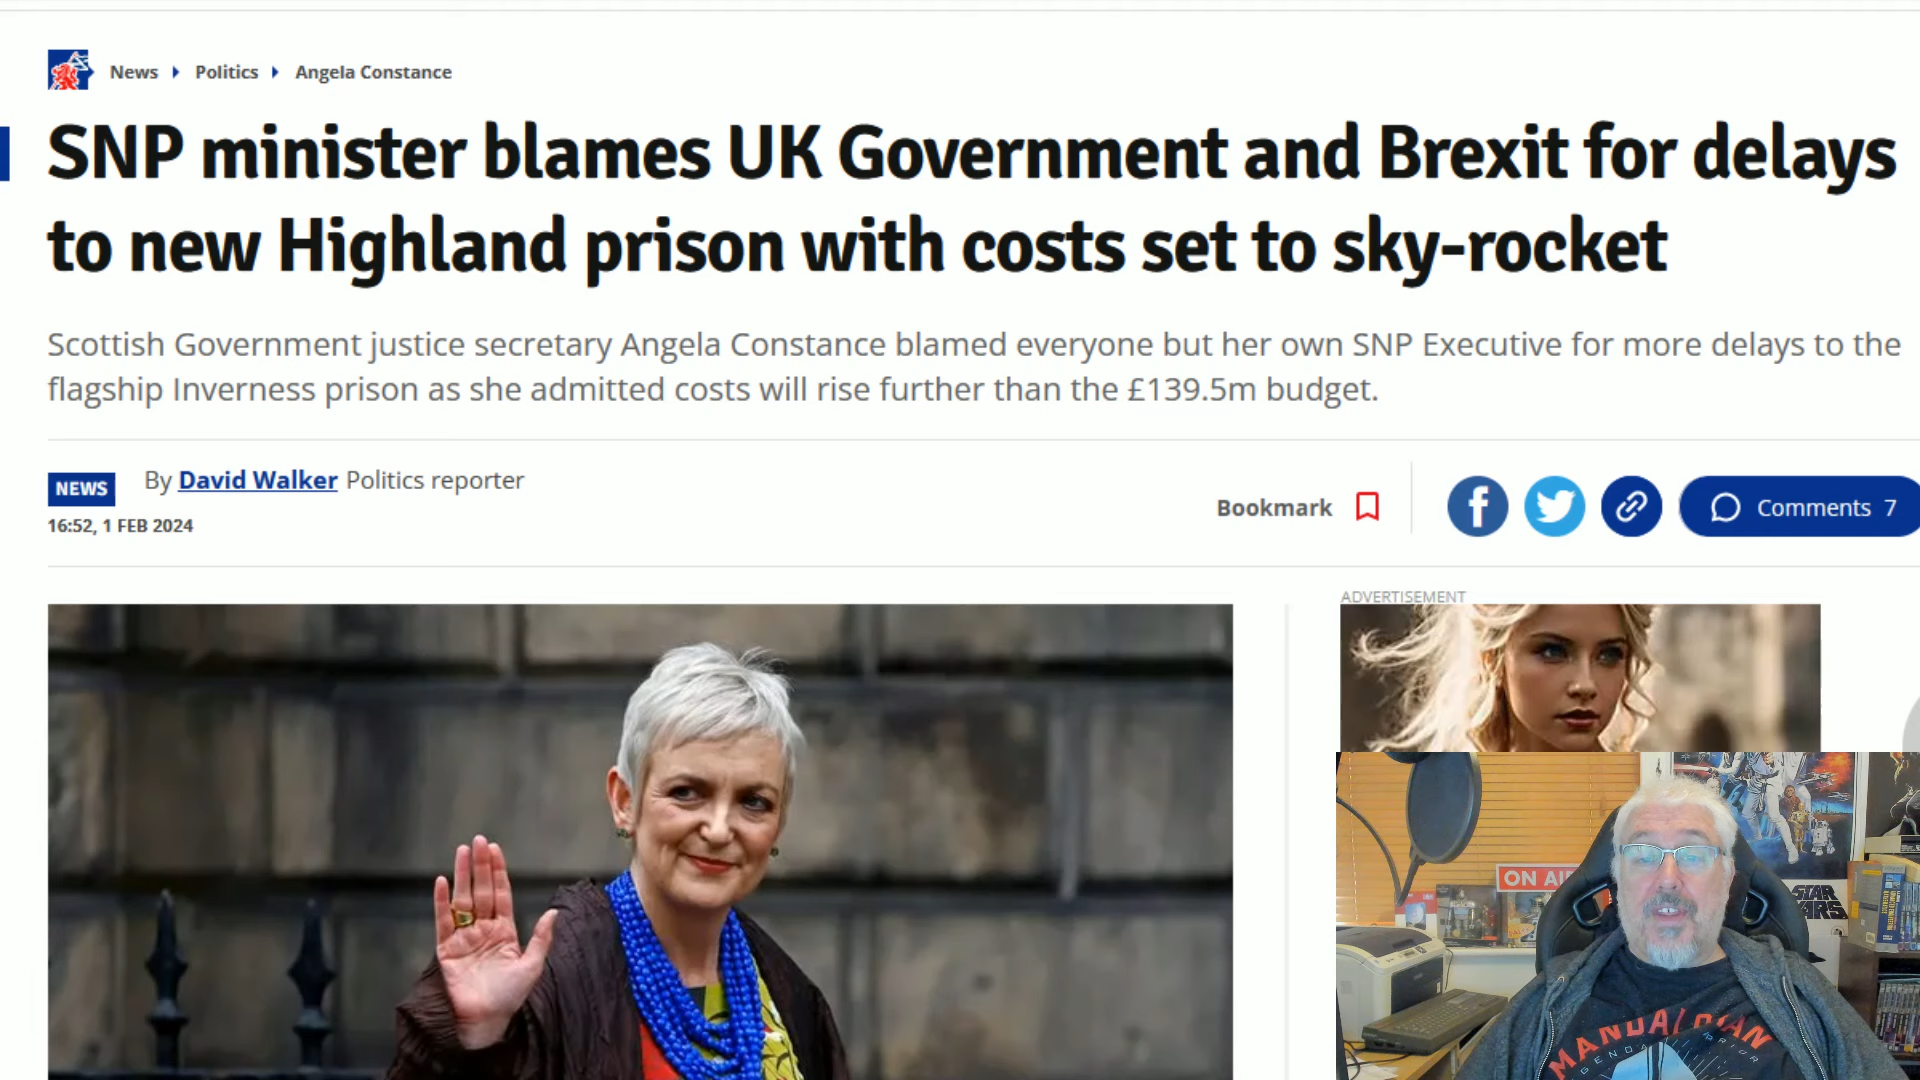 News Politics Angela Constance
SNP minister blames UK Government and Brexit for delays
to new Highland prison with costs set to sky-rocket
Scottish Government justice secretary Angela Constance blamed everyone but her own SNP Executive for more delays to the
flagship Inverness prison as she admitted costs will rise further than the £139.5m budget.
NEWS By David Walker Politics reporter
16:52, 1 FEB 2024
Bookmark
Comments 7
ADVERTISEMENT
ON AI
STAR
WARS
MANDALORIAN